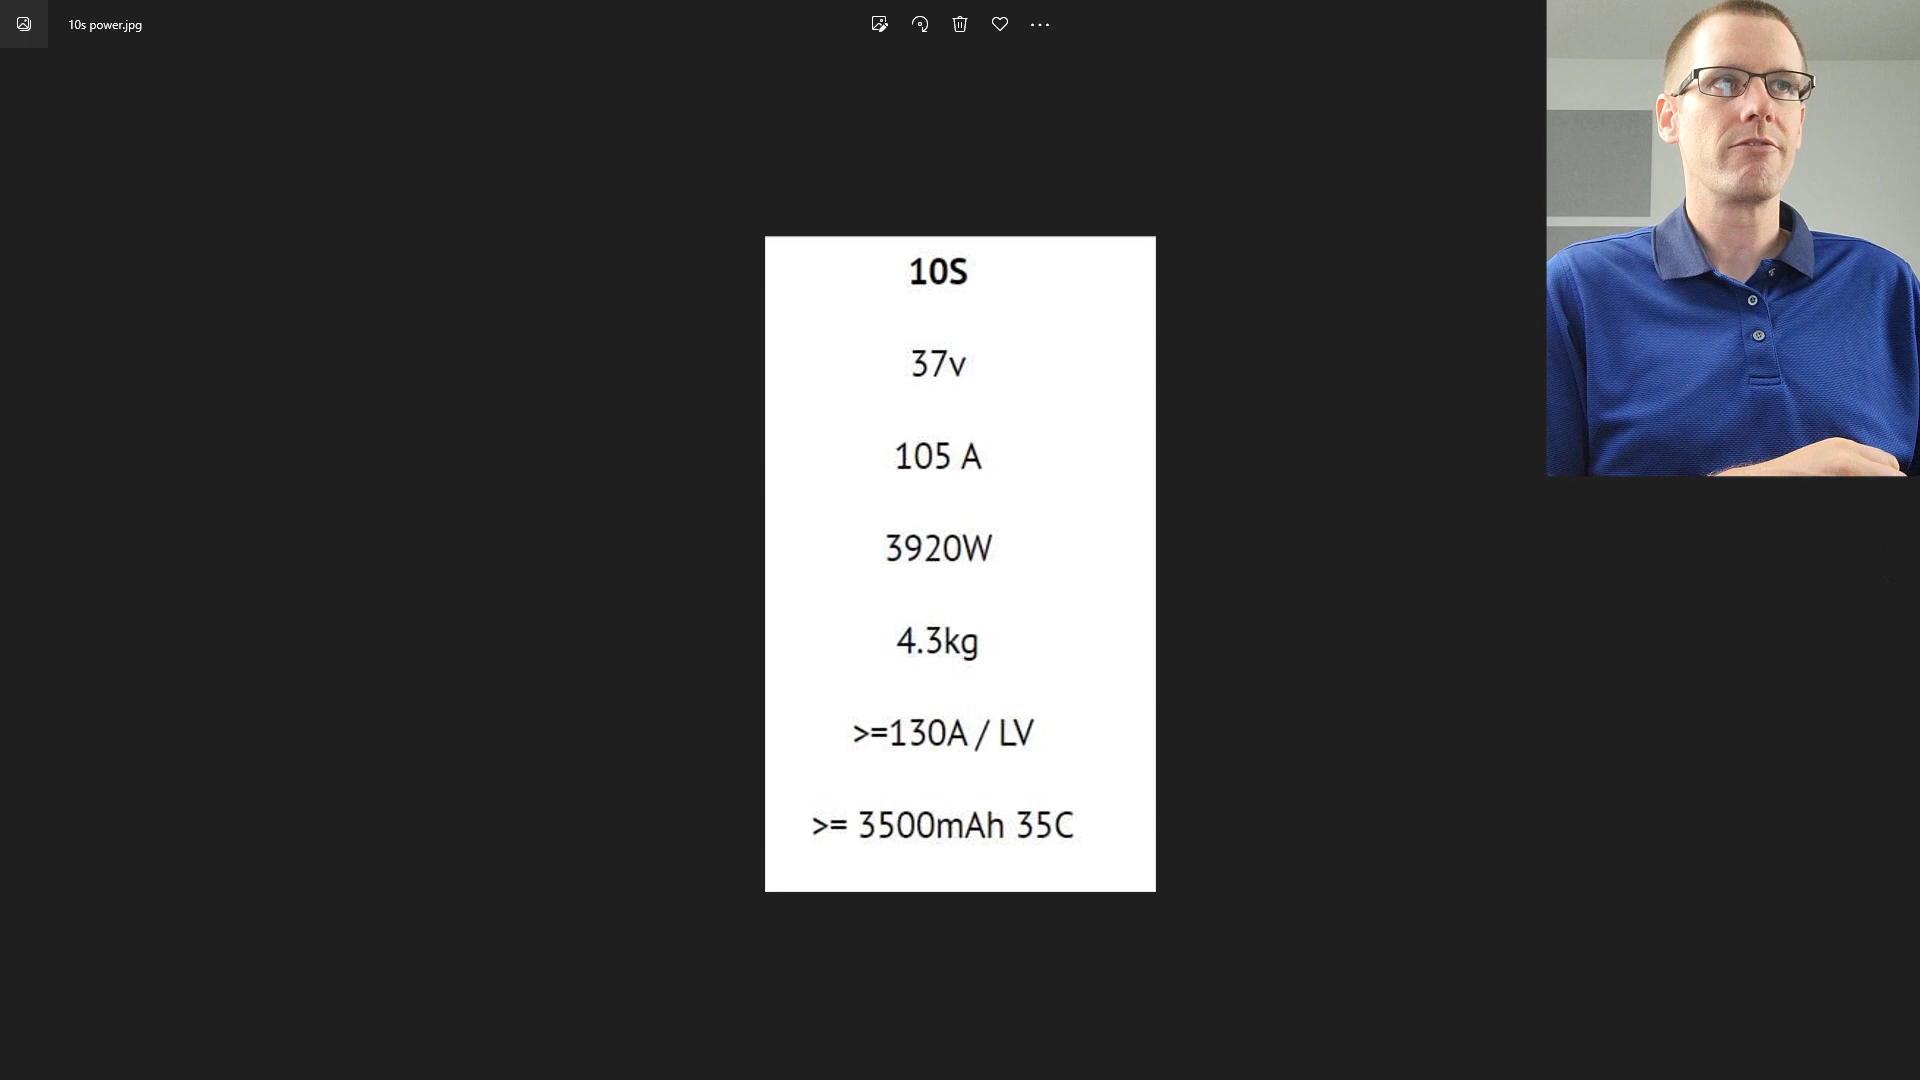 10s power.jpg
10S
37v
105 A
3920W
4.3kg
>=130A / LV
>= 3500mAh 35C